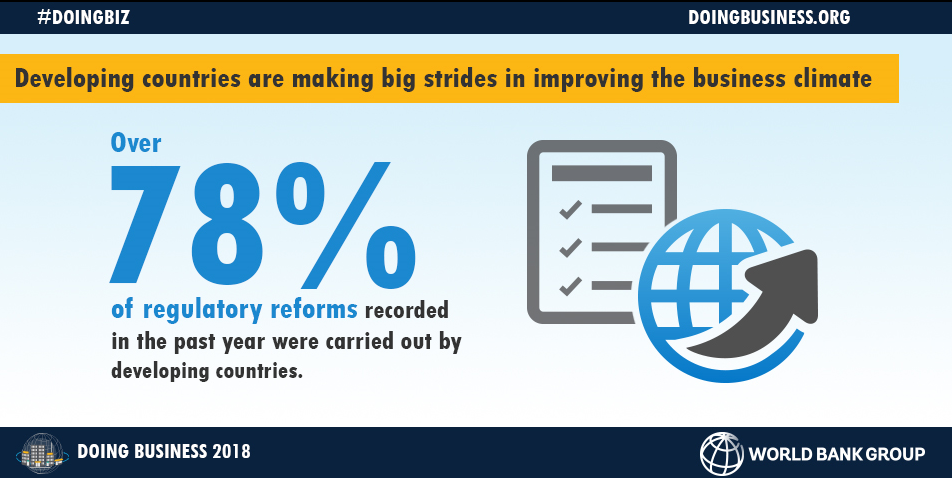 #DOINGBIZ
DOINGBUSINESS.ORG
Developing countries are making big strides in improving the business climate
Over
78%
of regulatory reforms recorded
in the past year were carried out by
developing countries.
DOING BUSINESS 2018
WORLD BANK GROUP